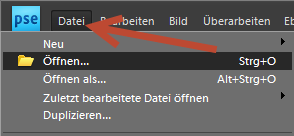 pse Datei Bearbeiten Bild Überarbeiten
Neu
Öffnen... Strg+O
Öffnen als... Alt+Strg+O
Zuletzt bearbeitete Datei öffnen
Duplizieren...